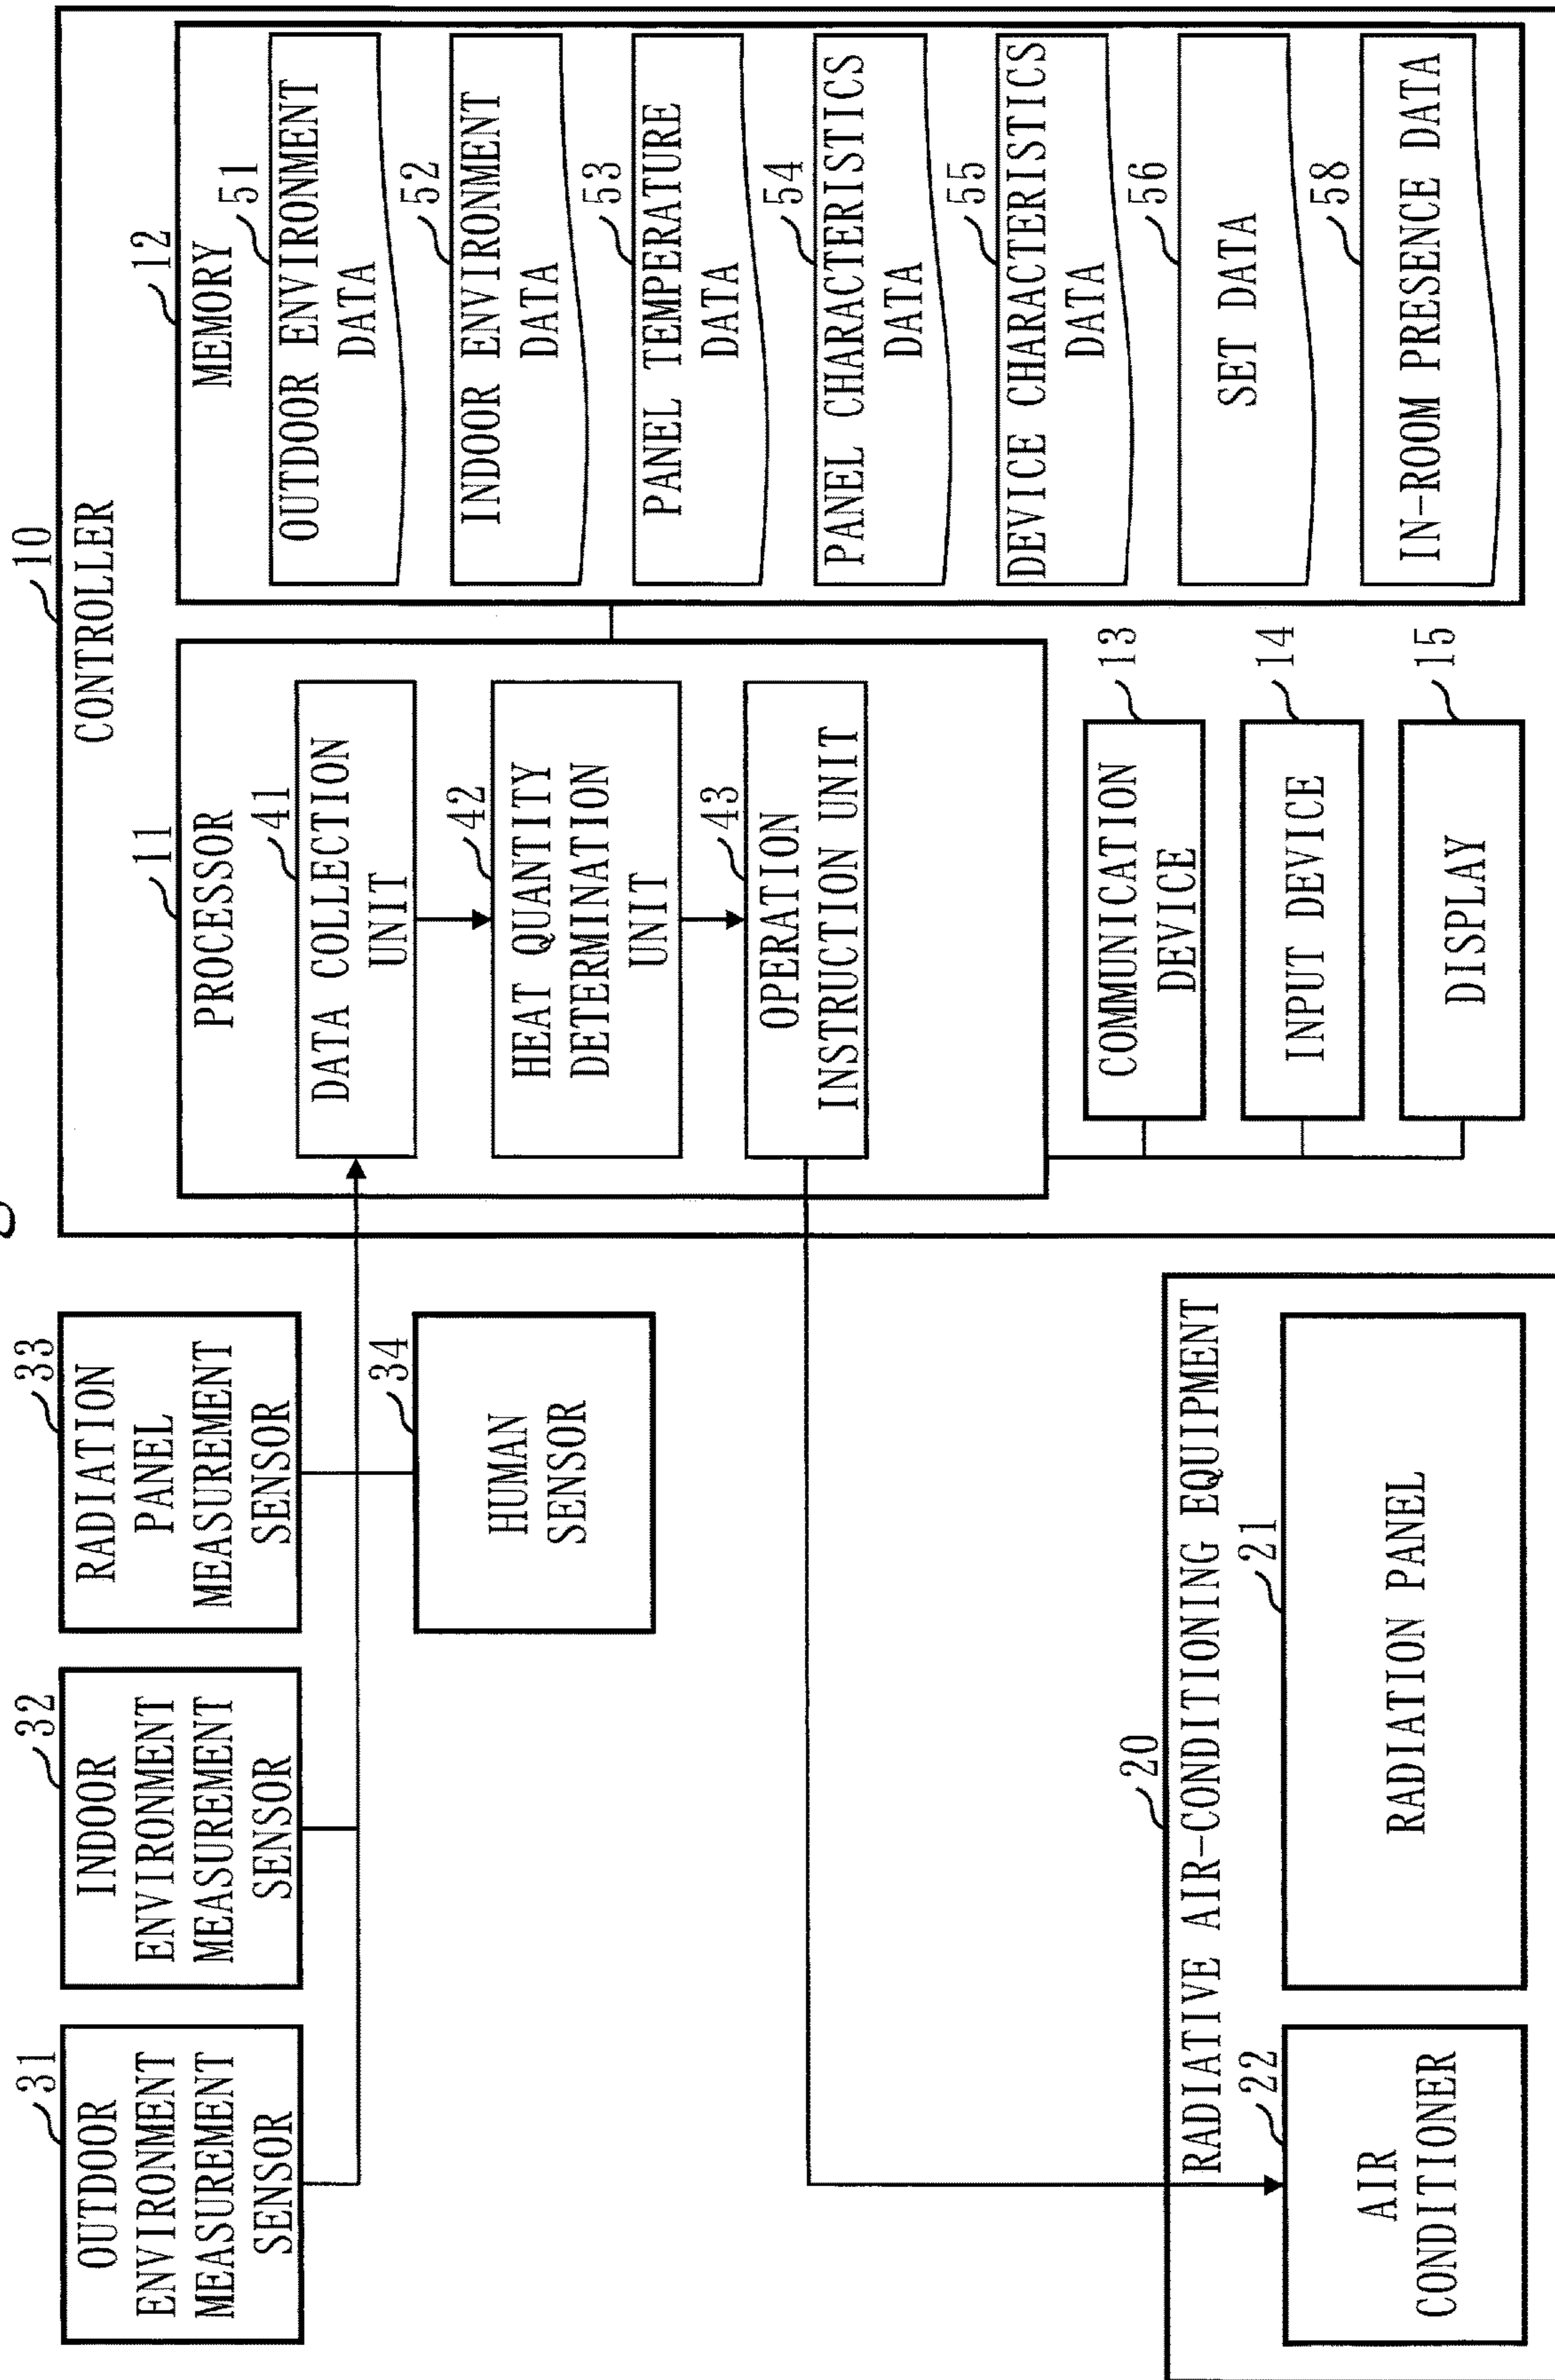 31
OUTDOOR
ENVIRONMENT
MEASUREMENT
SENSOR
32
INDOOR
ENVIRONMENT
MEASUREMENT
SENSOR
33
RADIATION
PANEL
MEASUREMENT
SENSOR
34
HUMAN
SENSOR
20
RADIATIVE AIR-CONDITIONING EQUIPMENT
22
AIR
CONDITIONER
21
RADIATION PANEL
10
CONTROLLER
11
PROCESSOR
41
DATA COLLECTION
UNIT
42
HEAT QUANTITY
DETERMINATION
UNIT
43
OPERATION
INSTRUCTION UNIT
13
COMMUNICATION
DEVICE
14
INPUT DEVICE
15
DISPLAY
12
MEMORY
51
OUTDOOR ENVIRONMENT
DATA
52
INDOOR ENVIRONMENT
DATA
53
PANEL TEMPERATURE
DATA
54
PANEL CHARACTERISTICS
DATA
55
DEVICE CHARACTERISTICS
DATA
56
SET DATA
58
IN-ROOM PRESENCE DATA